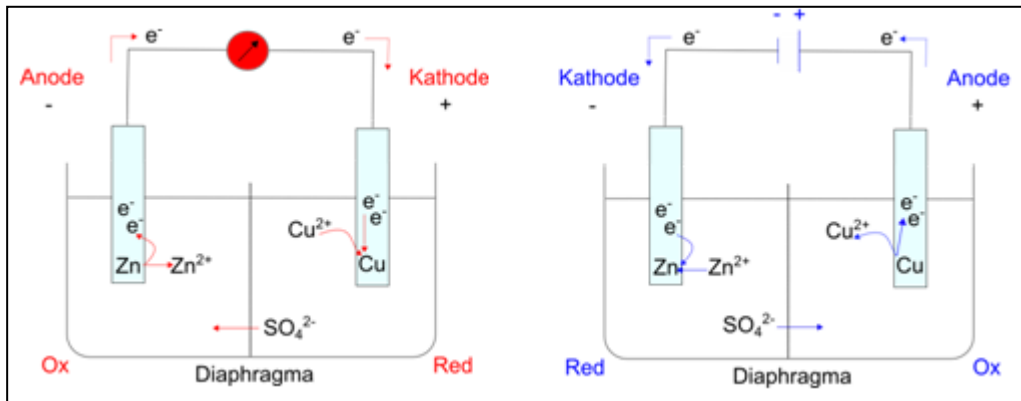 e⁻ e⁻
Anode Kathode
- +
e⁻
e⁻
e⁻
e⁻
Cu²⁺
Zn Zn²⁺ Cu
SO₄²⁻
Ox Diaphragma Red
- +
e⁻ e⁻
Kathode Anode
- +
e⁻
e⁻
e⁻
e⁻
Cu²⁺
Zn Zn²⁺ Cu
SO₄²⁻
Red Diaphragma Ox